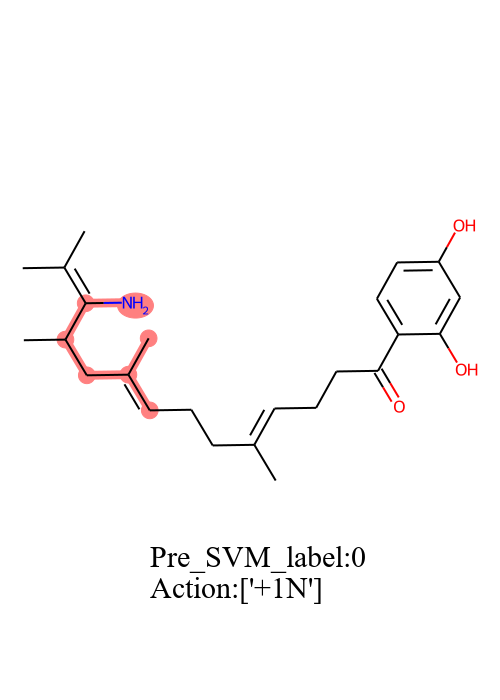 OH
NH2
OH
O
Pre_SVM_label:0
Action:['+1N']